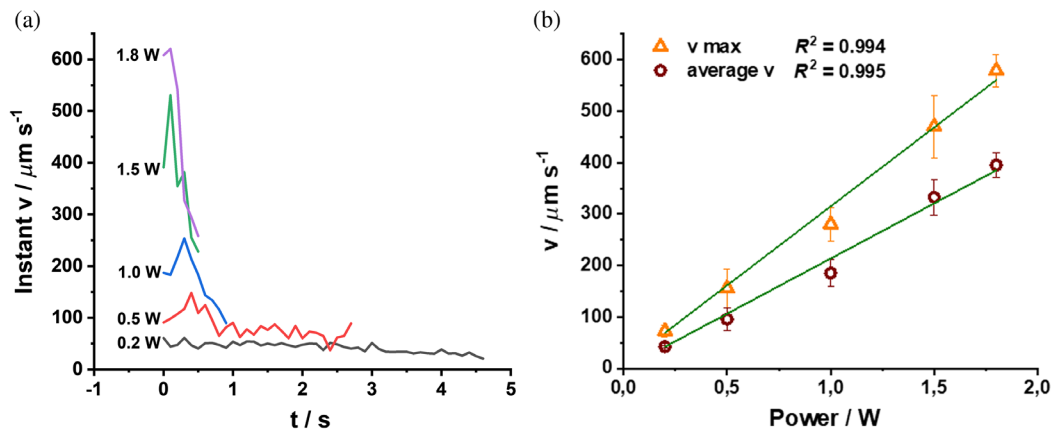 (a)
600
500
400
300
200
100
0
Instant v / μm s⁻¹
1.8 W
1.5 W
1.0 W
0.5 W
0.2 W
-1 0 1 2 3 4 5
t / s
(b)
600
500
400
300
200
100
0
v / μm s⁻¹
v max R² = 0.994
average v R² = 0.995
0,0 0,5 1,0 1,5 2,0
Power / W